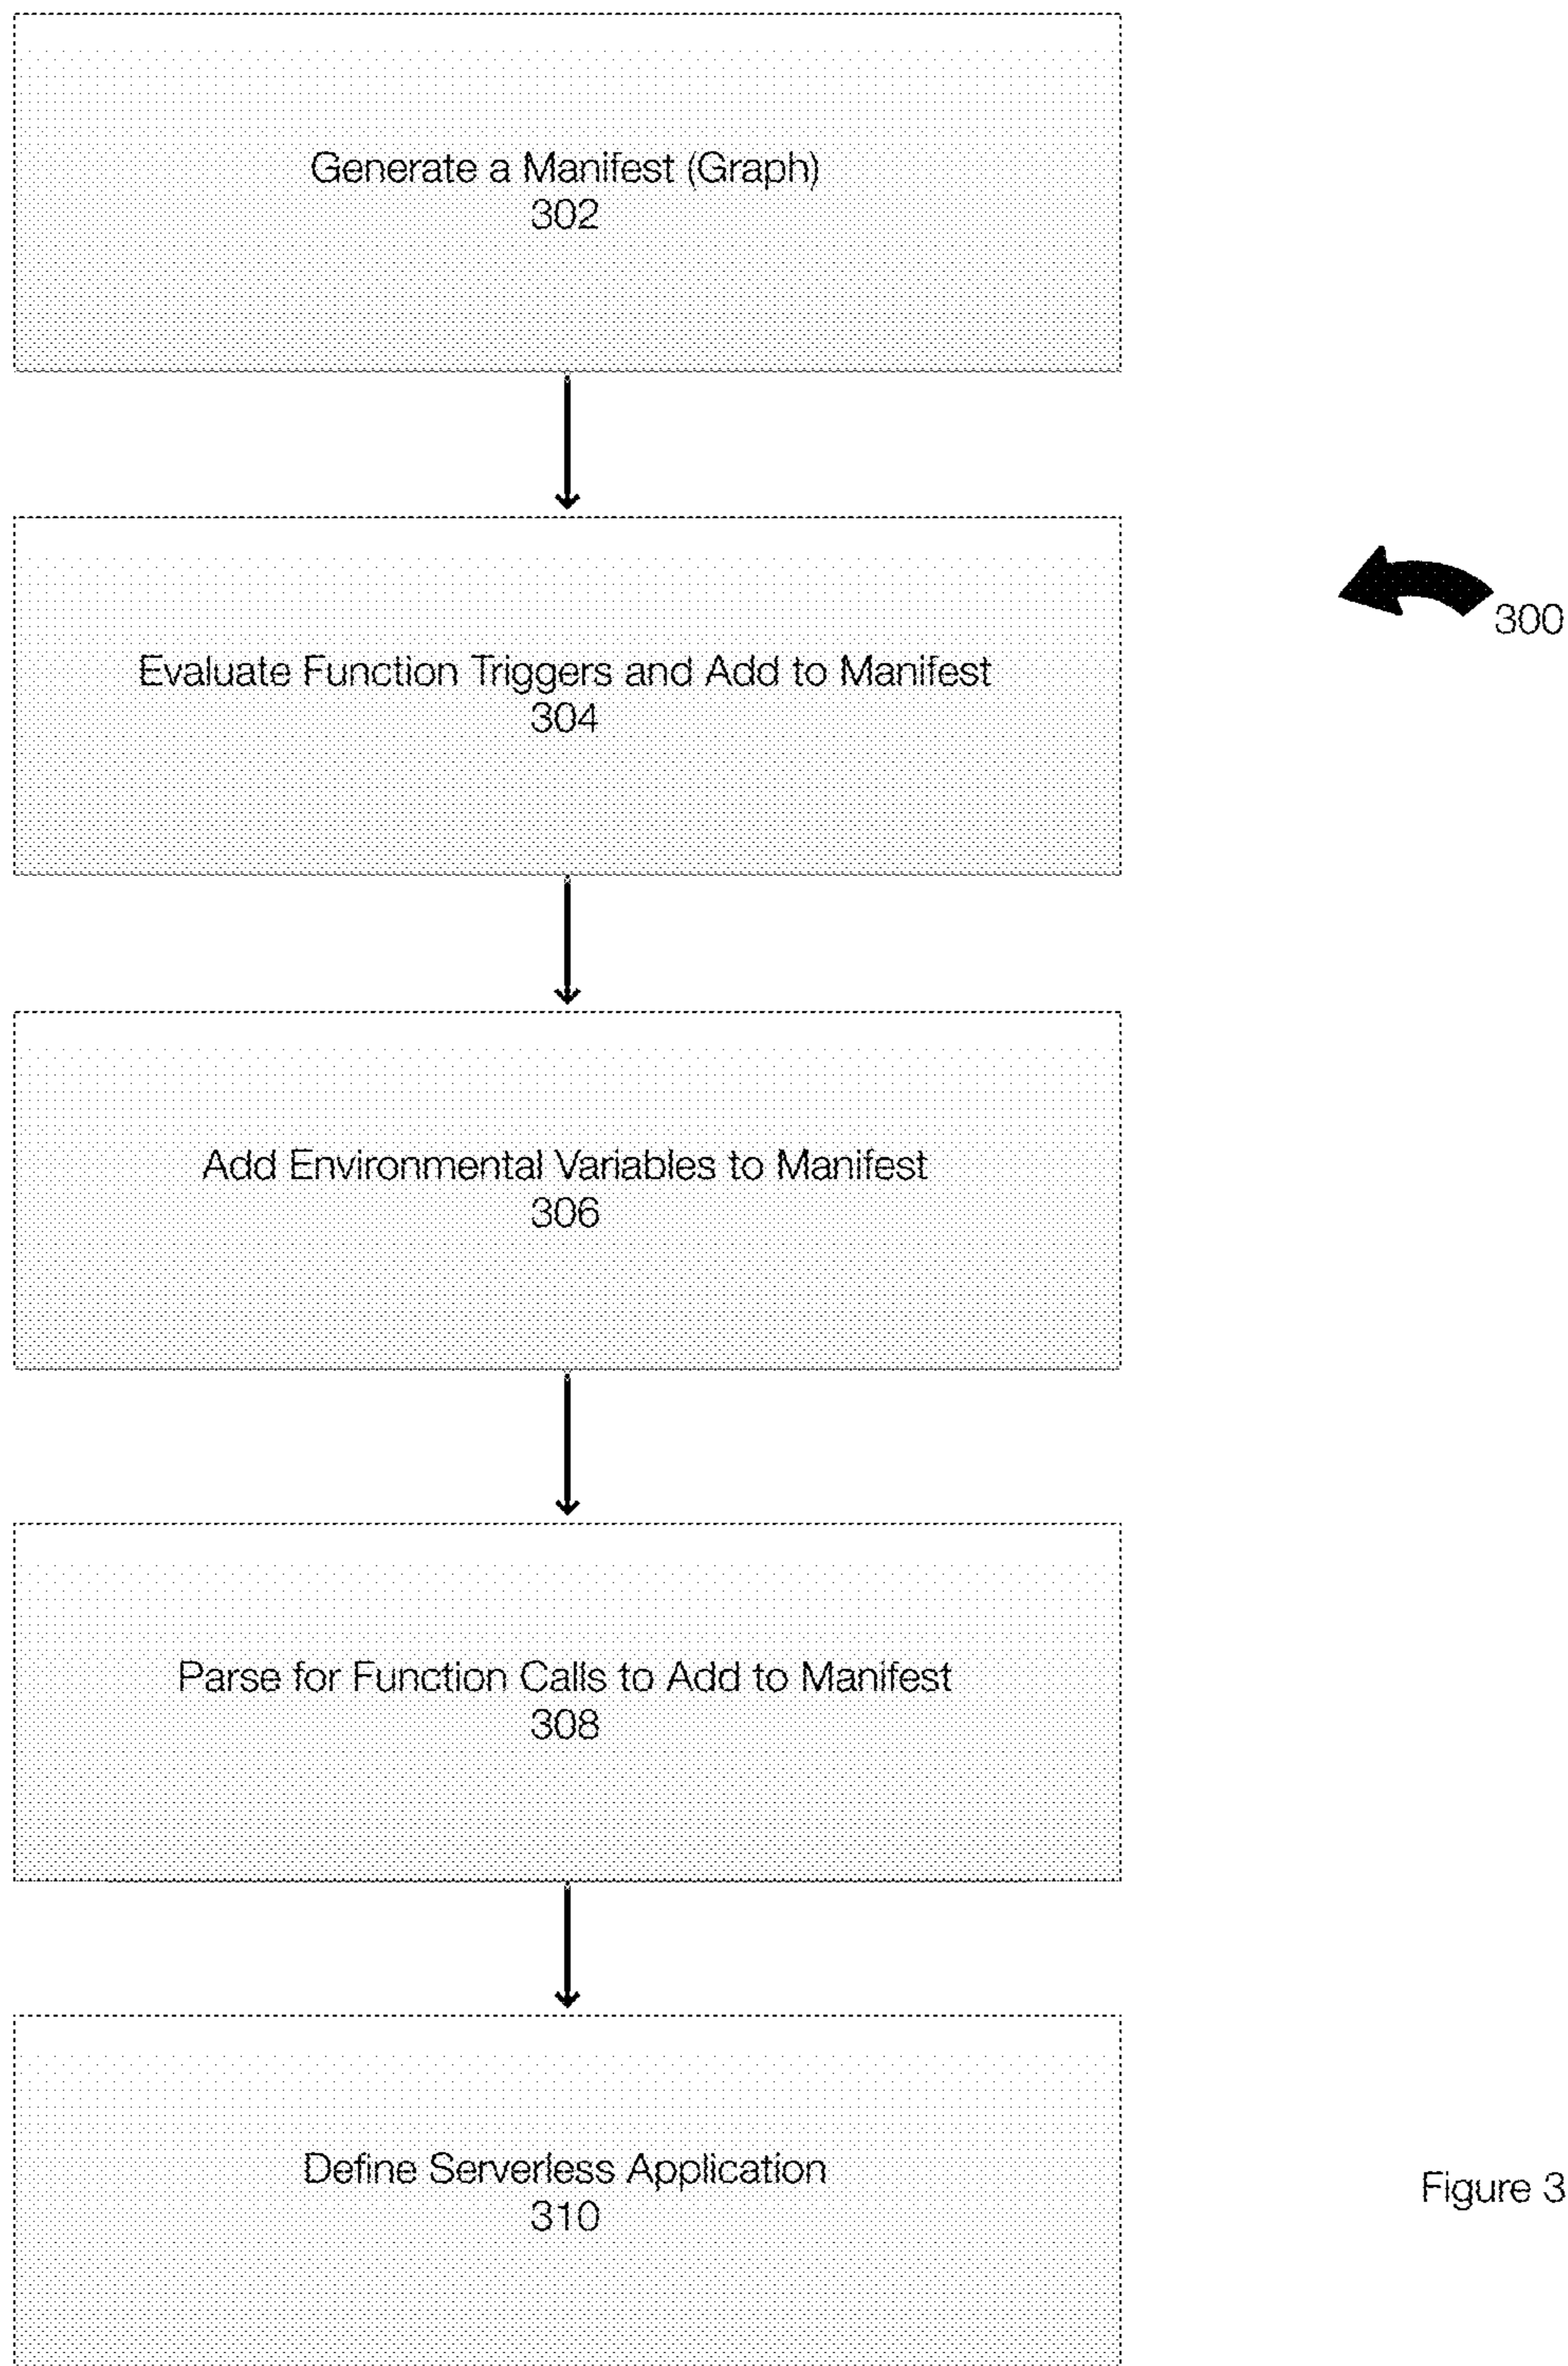 Generate a Manifest (Graph)
302
Evaluate Function Triggers and Add to Manifest
304
300
Add Environmental Variables to Manifest
306
Parse for Function Calls to Add to Manifest
308
Define Serverless Application
310
Figure 3